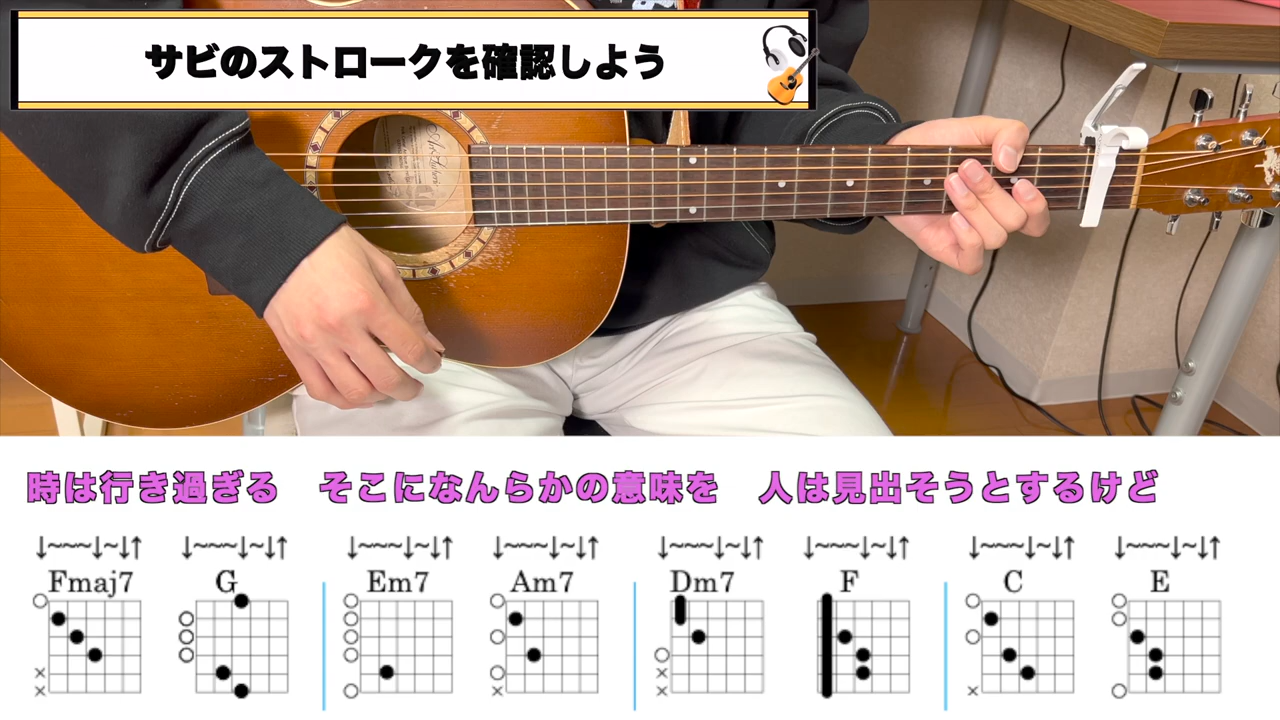 サビのストロークを確認しよう
時は行き過ぎる そこになんらかの意味を 人は見出そうとするけど
↓~~~↓~↓↑ ↓~~~↓~↓↑ ↓~~~↓~↓↑ ↓~~~↓~↓↑ ↓~~~↓~↓↑ ↓~~~↓~↓↑ ↓~~~↓~↓↑ ↓~~~↓~↓↑
Fmaj7 G Em7 Am7 Dm7 F C E